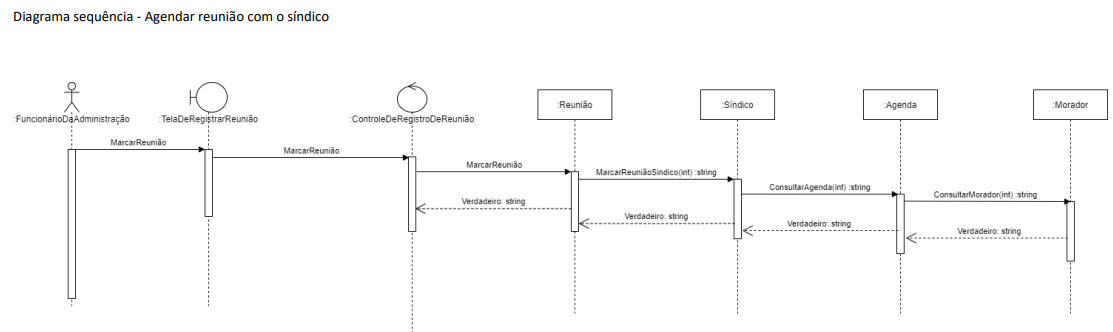 Diagrama sequência - Agendar reunião com o síndico
:FuncionárioDaAdministração
:TelaDeRegistrarReunião
:ControleDeRegistroDeReunião
:Reunião
:Síndico
:Agenda
:Morador
MarcarReunião
MarcarReunião
MarcarReunião
MarcarReuniãoSindico(int) :string
ConsultarAgenda(int) :string
ConsultarMorador(int) :string
Verdadeiro: string
Verdadeiro: string
Verdadeiro: string
Verdadeiro: string